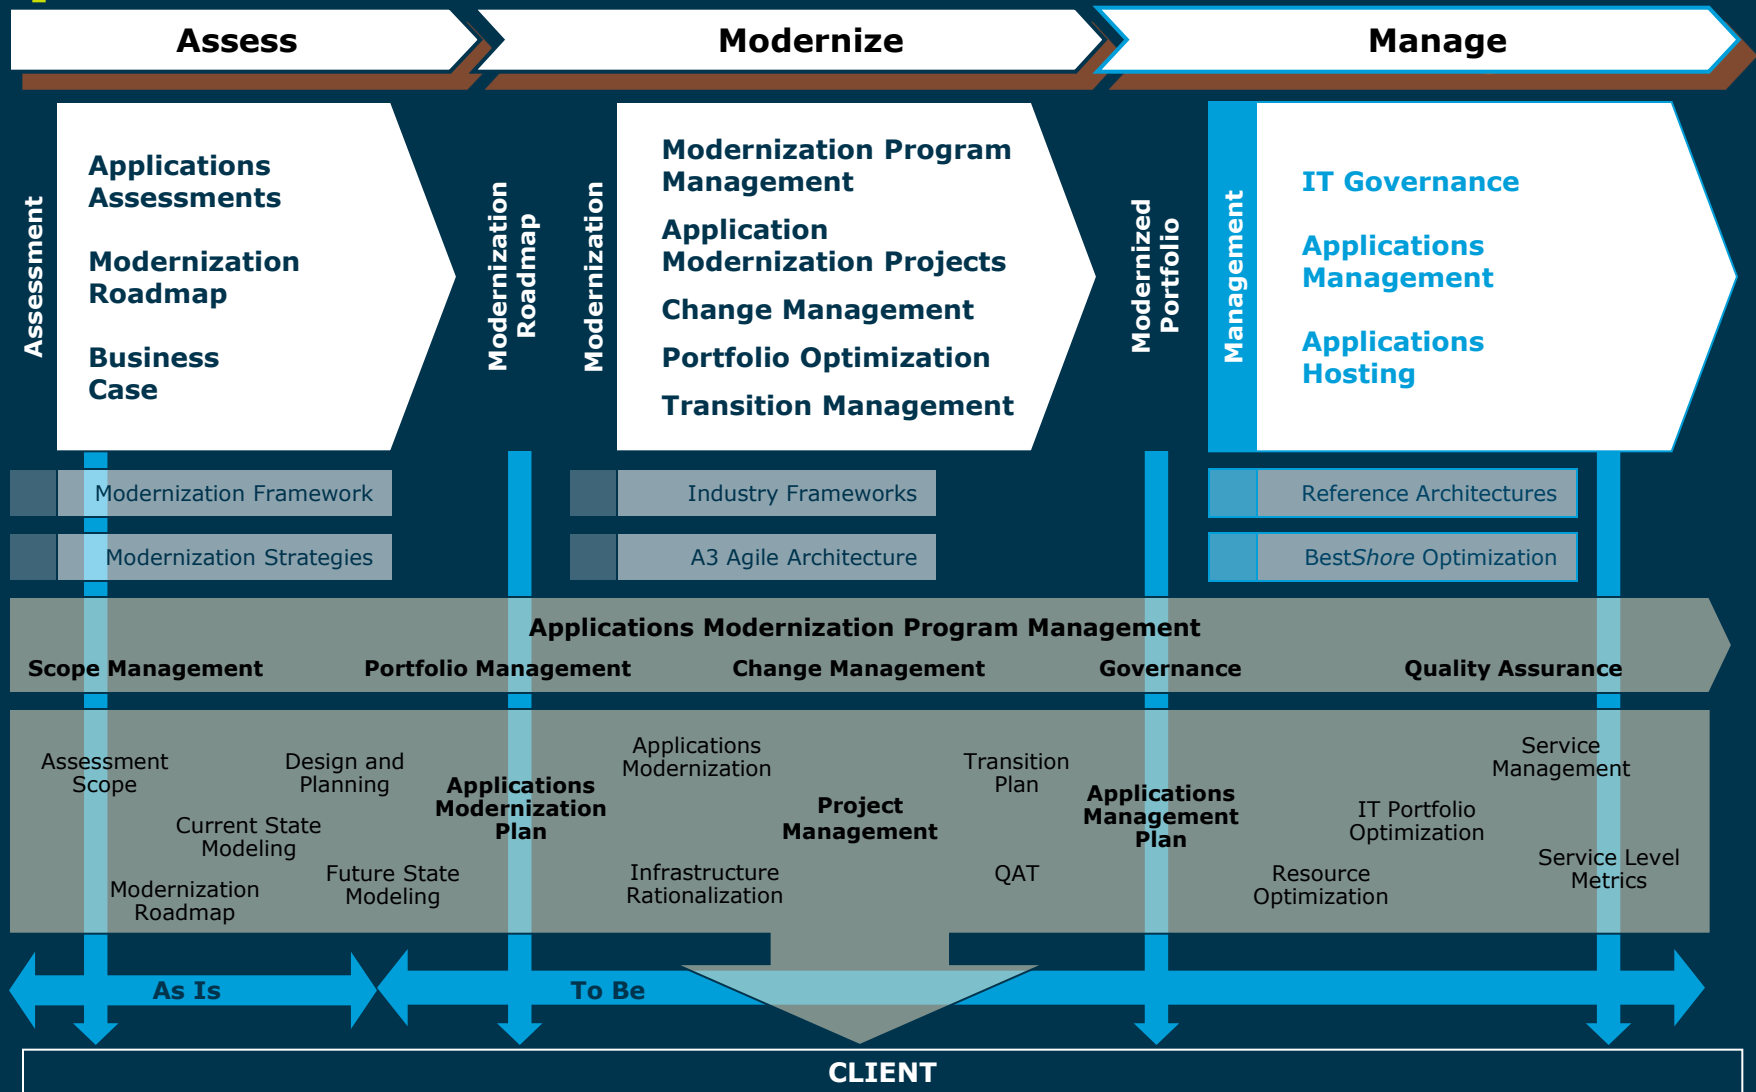 Assess
Modernize
Manage
Assessment
Applications
Assessments
Modernization
Roadmap
Business
Case
Modernization
Roadmap
Modernization
Modernization Program
Management
Application
Modernization Projects
Change Management
Portfolio Optimization
Transition Management
Modernized
Portfolio
Management
IT Governance
Applications
Management
Applications
Hosting
Modernization Framework
Industry Frameworks
Reference Architectures
Modernization Strategies
A3 Agile Architecture
BestShore Optimization
Applications Modernization Program Management
Scope Management
Portfolio Management
Change Management
Governance
Quality Assurance
Assessment
Scope
Design and
Planning
Current State
Modeling
Modernization
Roadmap
Future State
Modeling
Applications
Modernization
Plan
Applications
Modernization
Infrastructure
Rationalization
Project
Management
Transition
Plan
QAT
Applications
Management
Plan
Resource
Optimization
IT Portfolio
Optimization
Service
Management
Service Level
Metrics
As Is
To Be
CLIENT